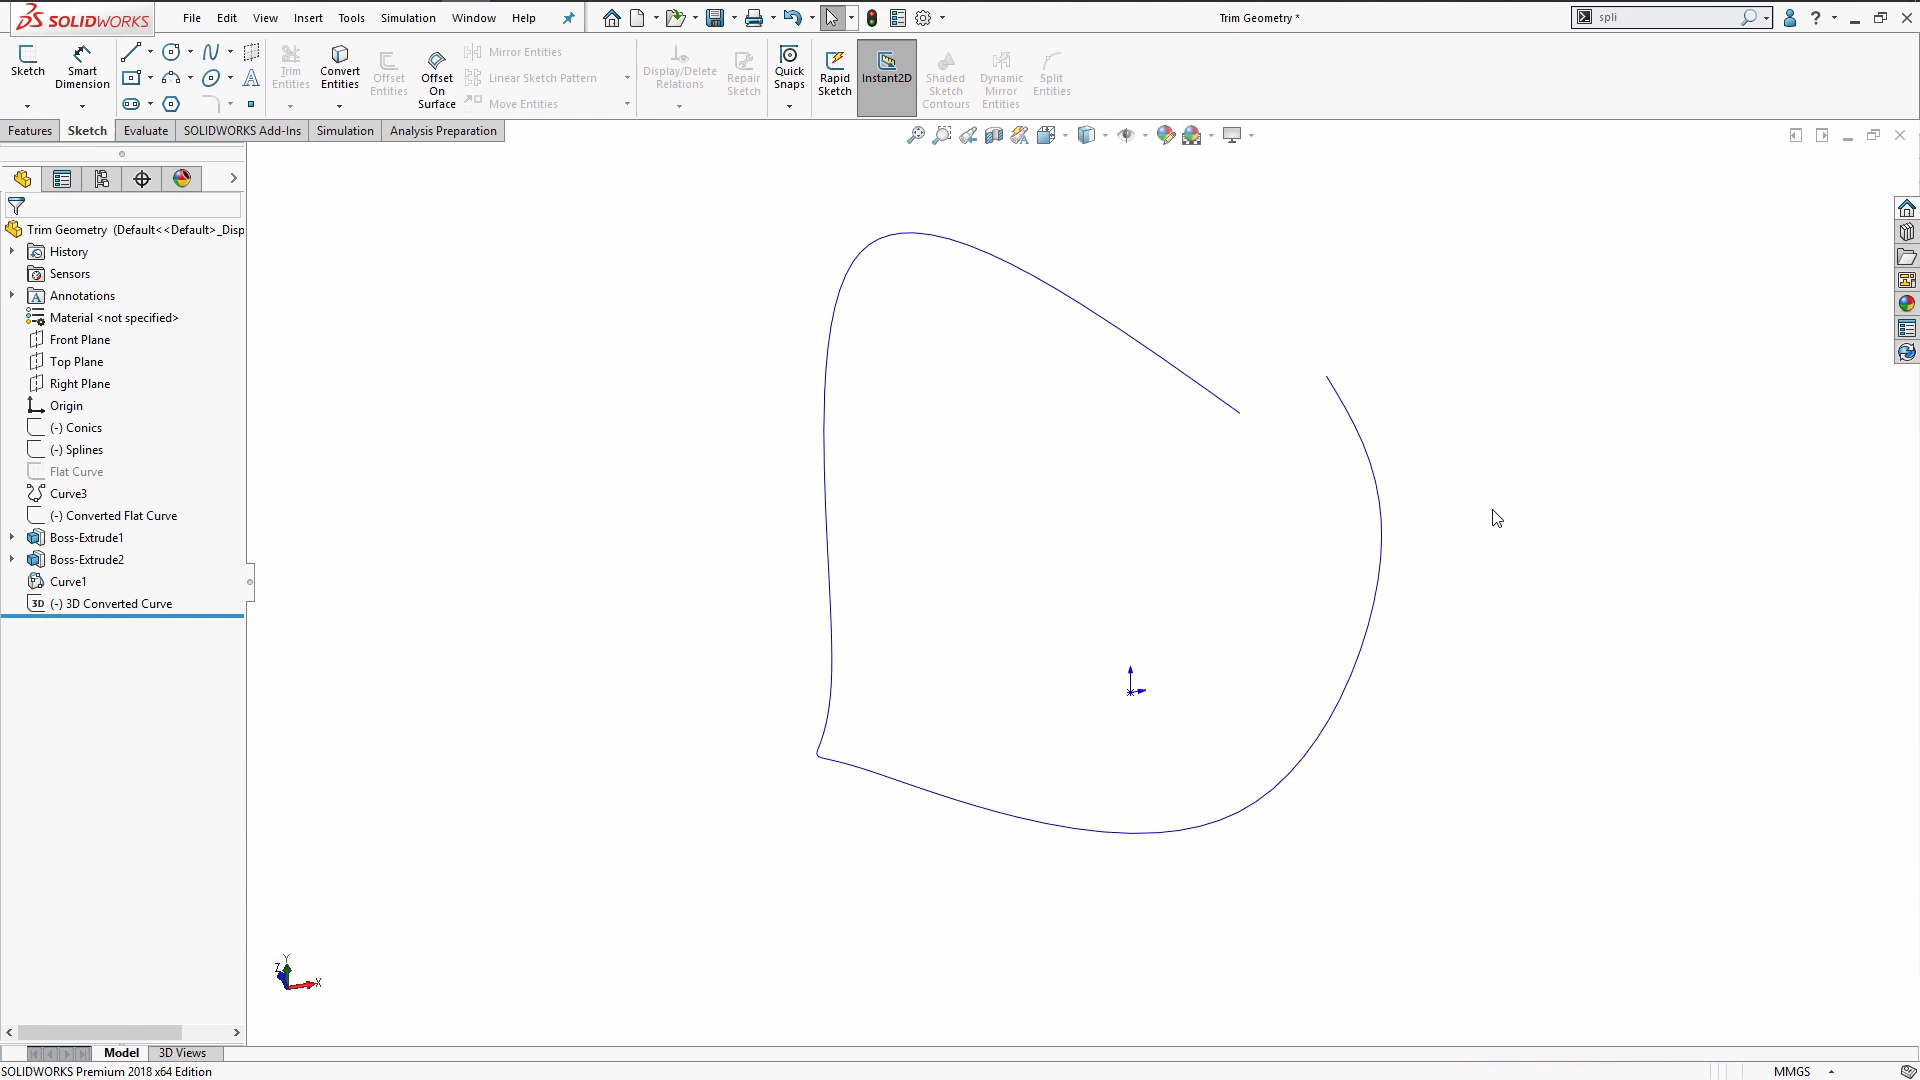 SOLIDWORKS
File Edit View Insert Tools Simulation Window Help
Trim Geometry *
spli
Sketch
Smart Dimension
Trim Entities
Convert Entities
Offset Entities
Offset On Surface
Mirror Entities
Linear Sketch Pattern
Move Entities
Display/Delete Relations
Repair Sketch
Quick Snaps
Rapid Sketch
Instant2D
Shaded Sketch Contours
Dynamic Mirror Entities
Split Entities
Features Sketch Evaluate SOLIDWORKS Add-Ins Simulation Analysis Preparation
Trim Geometry (Default<<Default>_Disp
History
Sensors
Annotations
Material <not specified>
Front Plane
Top Plane
Right Plane
Origin
(-) Conics
(-) Splines
Flat Curve
Curve3
(-) Converted Flat Curve
Boss-Extrude1
Boss-Extrude2
Curve1
3D (-) 3D Converted Curve
Y
Z
X
Model 3D Views
SOLIDWORKS Premium 2018 x64 Edition
MMGS